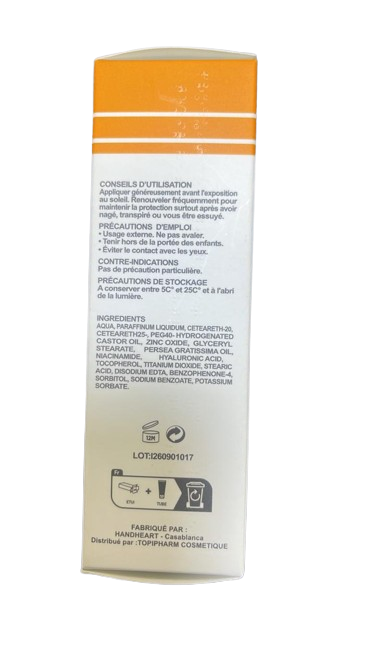 CONSEILS D'UTILISATION
Appliquer généreusement avant l'exposition
au soleil. Renouveler fréquemment pour
maintenir la protection surtout après avoir
nagé, transpiré ou vous être essuyé.
PRÉCAUTIONS D'EMPLOI
• Usage externe. Ne pas avaler.
• Tenir hors de la portée des enfants.
• Éviter le contact avec les yeux.
CONTRE-INDICATIONS
Pas de précaution particulière.
PRÉCAUTIONS DE STOCKAGE
A conserver entre 5C° et 25C° et à l'abri
de la lumière.
INGREDIENTS
AQUA, PARAFFINUM LIQUIDUM, CETEARETH-20,
CETEARETH25-, PEG40- HYDROGENATED
CASTOR OIL, ZINC OXIDE, GLYCERYL
STEARATE, PERSEA GRATISSIMA OIL,
NIACINAMIDE, HYALURONIC ACID,
TOCOPHEROL, TITANIUM DIOXIDE, STEARIC
ACID, DISODIUM EDTA, BENZOPHENONE-4,
SORBITOL, SODIUM BENZOATE, POTASSIUM
SORBATE.
12M
LOT:I260901017
Fr
ETUI + TUBE
FABRIQUÉ PAR :
HANDHEART - Casablanca
Distribué par :TOPIPHARM COSMETIQUE